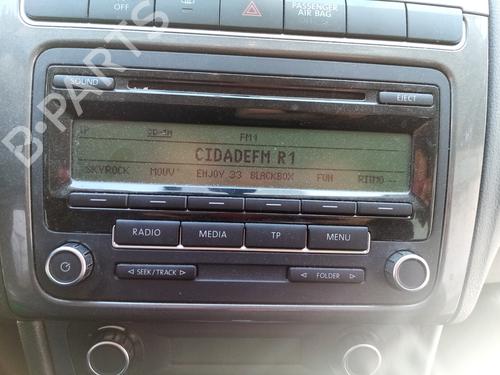 OFF
PASSENGER
AIR BAG
SOUND
EJECT
TP
FM1
CIDADEFM R1
SKYROCK MOUV' ENJOY 33 BLACKBOX FUN RITMO
RADIO MEDIA TP MENU
SEEK / TRACK
FOLDER
B-PARTS